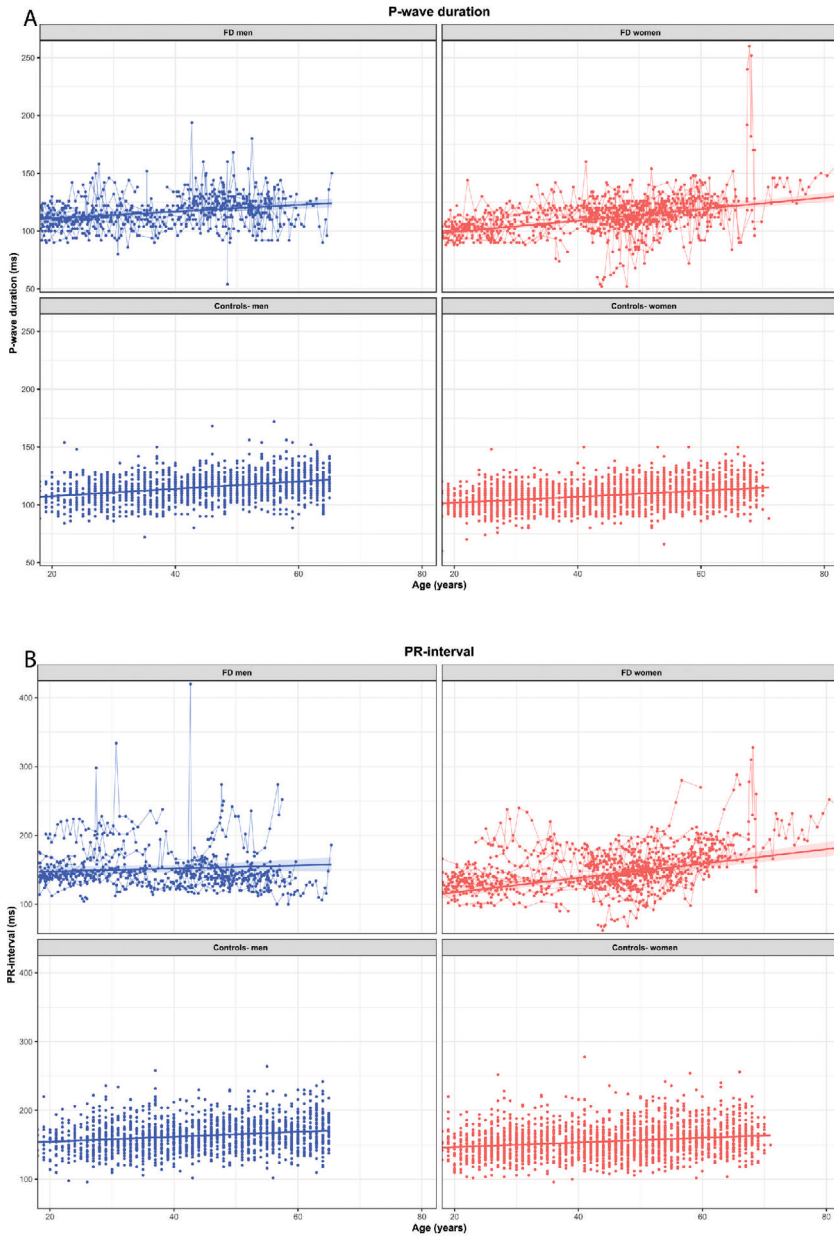 A
P-wave duration
FD men
FD women
250
200
150
100
50
Controls- men
Controls- women
250
200
150
100
50
P-wave duration (ms)
20
40
60
80
20
40
60
80
Age (years)
B
PR-interval
FD men
FD women
400
300
200
100
Controls- men
Controls- women
400
300
200
100
PR-interval (ms)
20
40
60
80
20
40
60
80
Age (years)